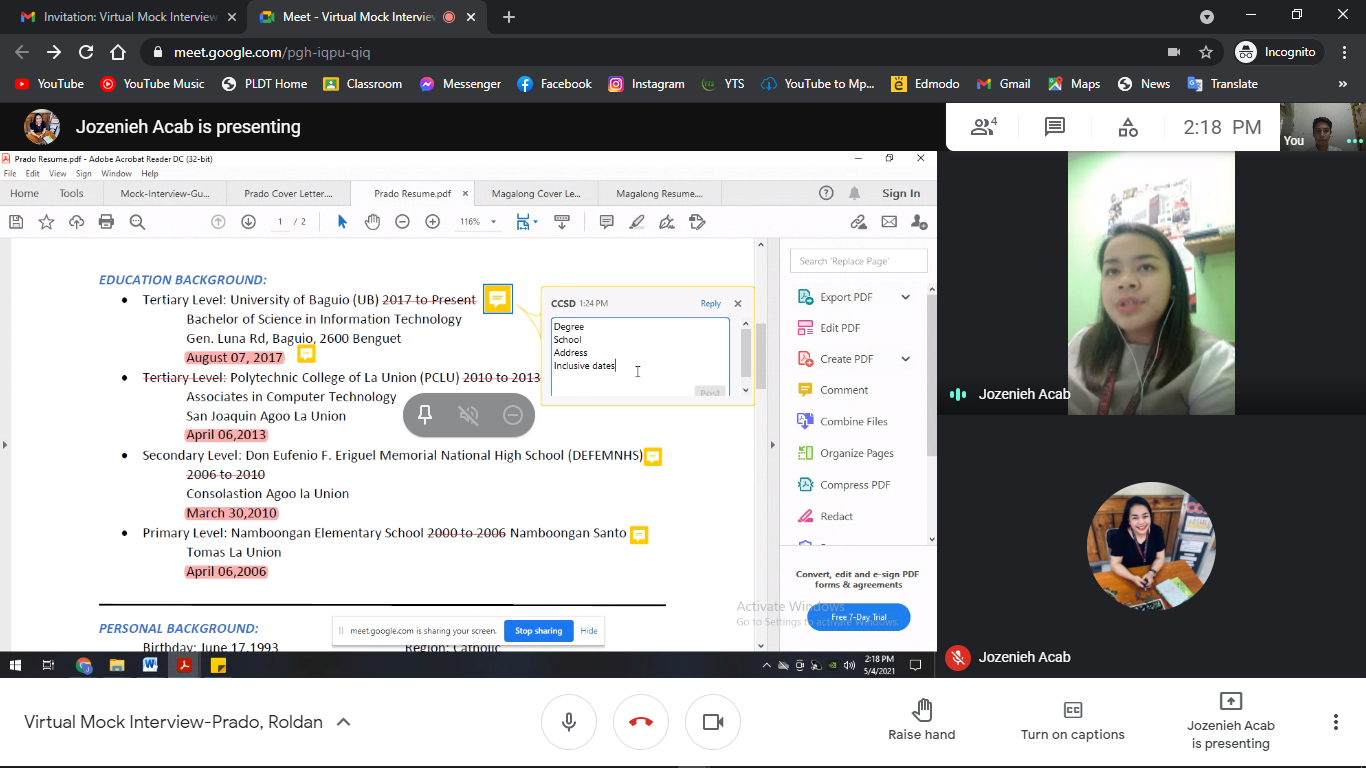 Invitation: Virtual Mock Interview
Meet - Virtual Mock Interview
meet.google.com/pgh-iqpu-qiq
Incognito
YouTube YouTube Music PLDT Home Classroom Messenger Facebook Instagram YTS YouTube to Mp... Edmodo Gmail Maps News Translate »
Jozenieh Acab is presenting
4
2:18 PM
You
Prado Resume.pdf - Adobe Acrobat Reader DC (32-bit)
File Edit View Sign Window Help
Home Tools Mock-Interview-Gu... Prado Cover Letter.... Prado Resume.pdf Magalong Cover Le... Magalong Resume.... Sign In
1 / 2 116%
EDUCATION BACKGROUND:
• Tertiary Level: University of Baguio (UB) 2017 to Present
Bachelor of Science in Information Technology
Gen. Luna Rd, Baguio, 2600 Benguet
August 07, 2017
• Tertiary Level: Polytechnic College of La Union (PCLU) 2010 to 2013
Associates in Computer Technology
San Joaquin Agoo La Union
April 06,2013
• Secondary Level: Don Eufenio F. Eriguel Memorial National High School (DEFEMNHS)
2006 to 2010
Consolastion Agoo la Union
March 30,2010
• Primary Level: Namboongan Elementary School 2000 to 2006 Namboongan Santo
Tomas La Union
April 06,2006
PERSONAL BACKGROUND:
Birthday: June 17,1993 Region: Catholic
CCSD 1:24 PM Reply
Degree
School
Address
Inclusive dates
Post
Search 'Replace Page'
Export PDF
Edit PDF
Create PDF
Comment
Combine Files
Organize Pages
Compress PDF
Redact
Convert, edit and e-sign PDF
forms & agreements
Free 7-Day Trial
Activate Windows
Go to Settings to activate Windows.
meet.google.com is sharing your screen.
Stop sharing
Hide
2:18 PM
5/4/2021
Jozenieh Acab
Jozenieh Acab
Virtual Mock Interview-Prado, Roldan
Raise hand
CC
Turn on captions
Jozenieh Acab
is presenting